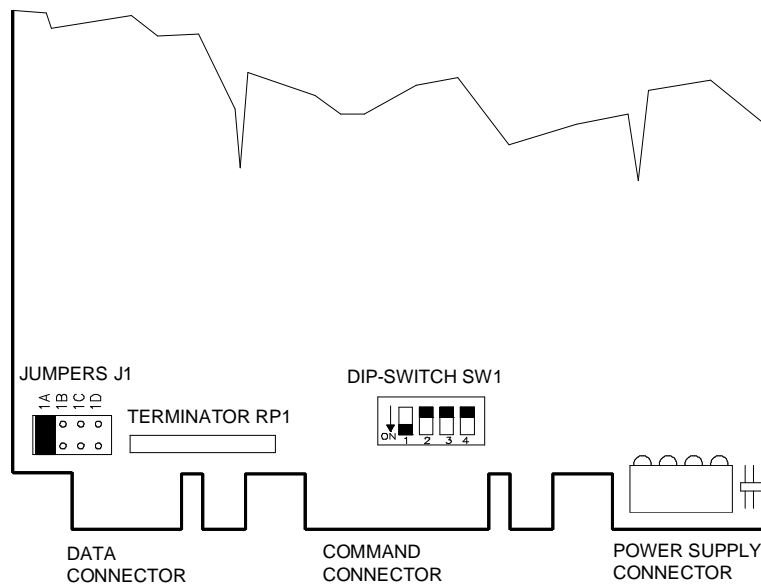 JUMPERS J1
1A
1B
1C
1D
TERMINATOR RP1
DIP-SWITCH SW1
ON
1 2 3 4
DATA
CONNECTOR
COMMAND
CONNECTOR
POWER SUPPLY
CONNECTOR